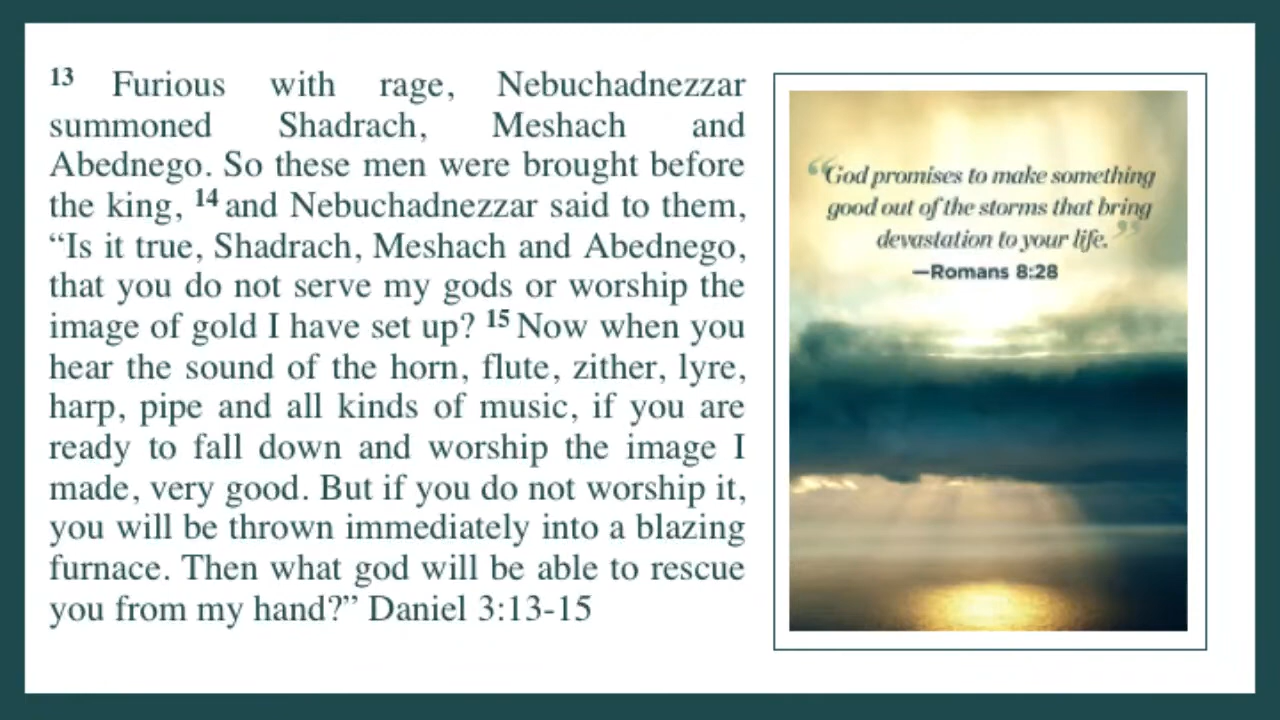 13 Furious with rage, Nebuchadnezzar
summoned Shadrach, Meshach and
Abednego. So these men were brought before
the king, 14 and Nebuchadnezzar said to them,
“Is it true, Shadrach, Meshach and Abednego,
that you do not serve my gods or worship the
image of gold I have set up? 15 Now when you
hear the sound of the horn, flute, zither, lyre,
harp, pipe and all kinds of music, if you are
ready to fall down and worship the image I
made, very good. But if you do not worship it,
you will be thrown immediately into a blazing
furnace. Then what god will be able to rescue
you from my hand?” Daniel 3:13-15
“God promises to make something
good out of the storms that bring
devastation to your life.”
—Romans 8:28